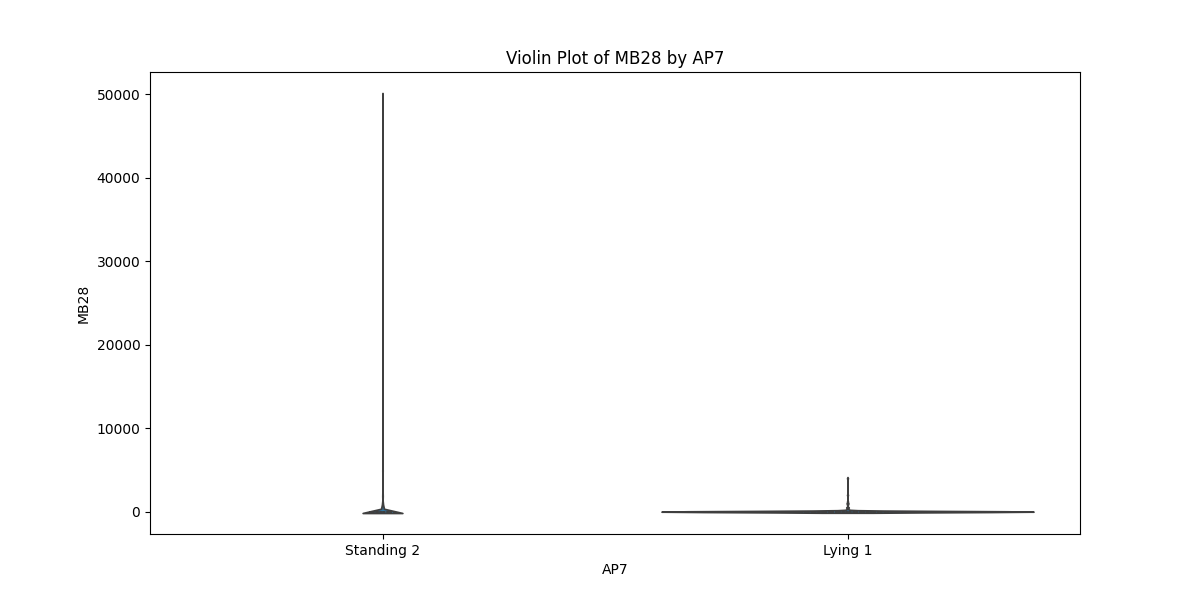 Violin Plot of MB28 by AP7
50000
40000
30000
20000
10000
0
MB28
Standing 2
Lying 1
AP7